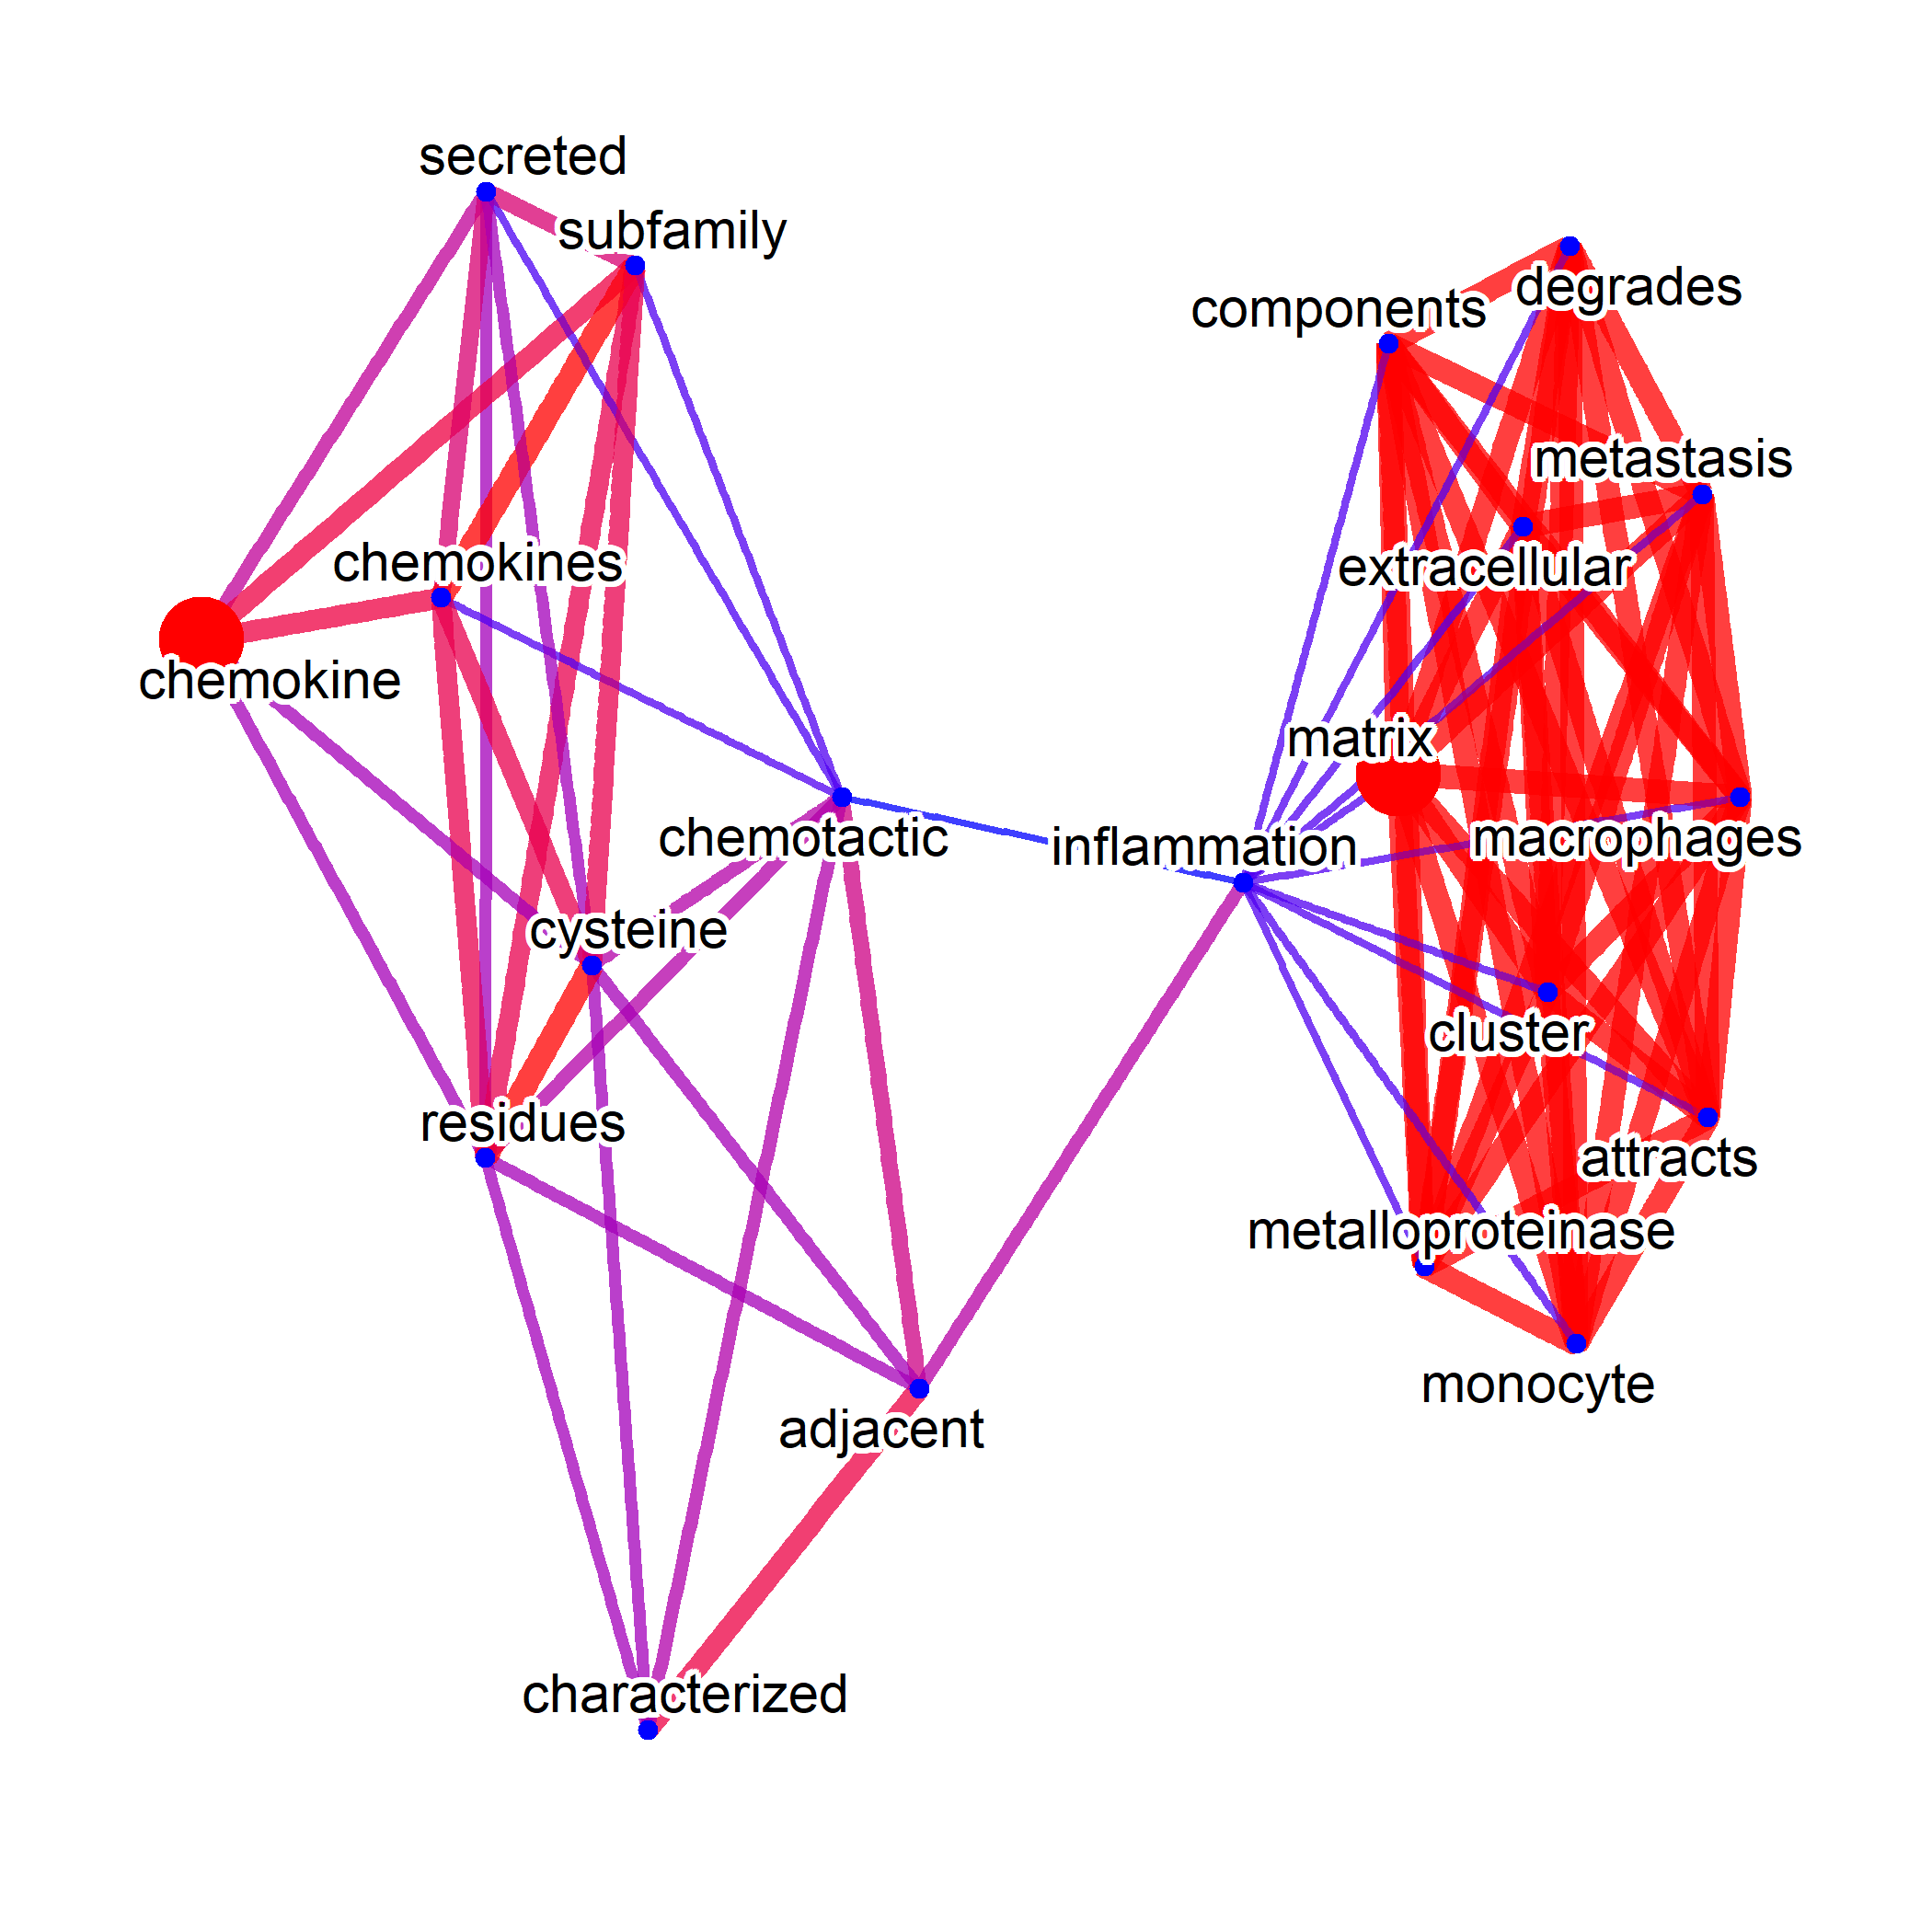 secreted
subfamily
degrades
components
metastasis
chemokines
extracellular
chemokine
matrix
chemotactic
inflammation
macrophages
cysteine
cluster
residues
attracts
metalloproteinase
monocyte
adjacent
characterized